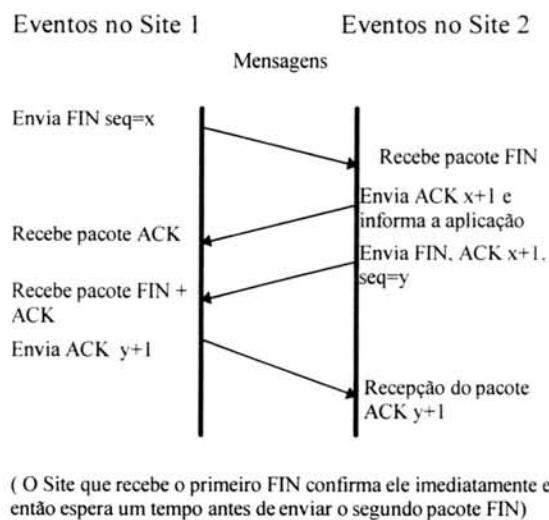 Eventos no Site 1
Eventos no Site 2
Mensagens
Envia FIN seq=x
Recebe pacote FIN
Envia ACK x+1 e
informa a aplicação
Recebe pacote ACK
Envia FIN, ACK x+1,
seq=y
Recebe pacote FIN +
ACK
Envia ACK y+1
Recepção do pacote
ACK y+1
( O Site que recebe o primeiro FIN confirma ele imediatamente e
então espera um tempo antes de enviar o segundo pacote FIN)